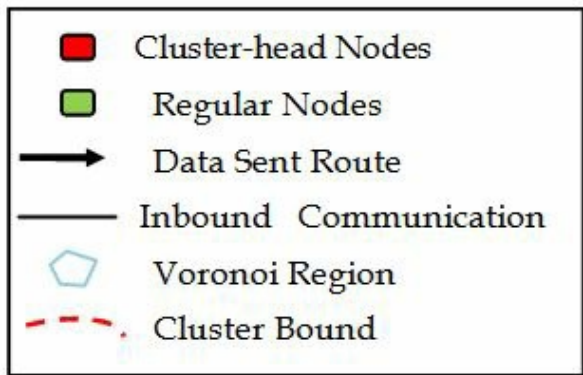 Cluster-head Nodes
Regular Nodes
Data Sent Route
Inbound Communication
Voronoi Region
Cluster Bound